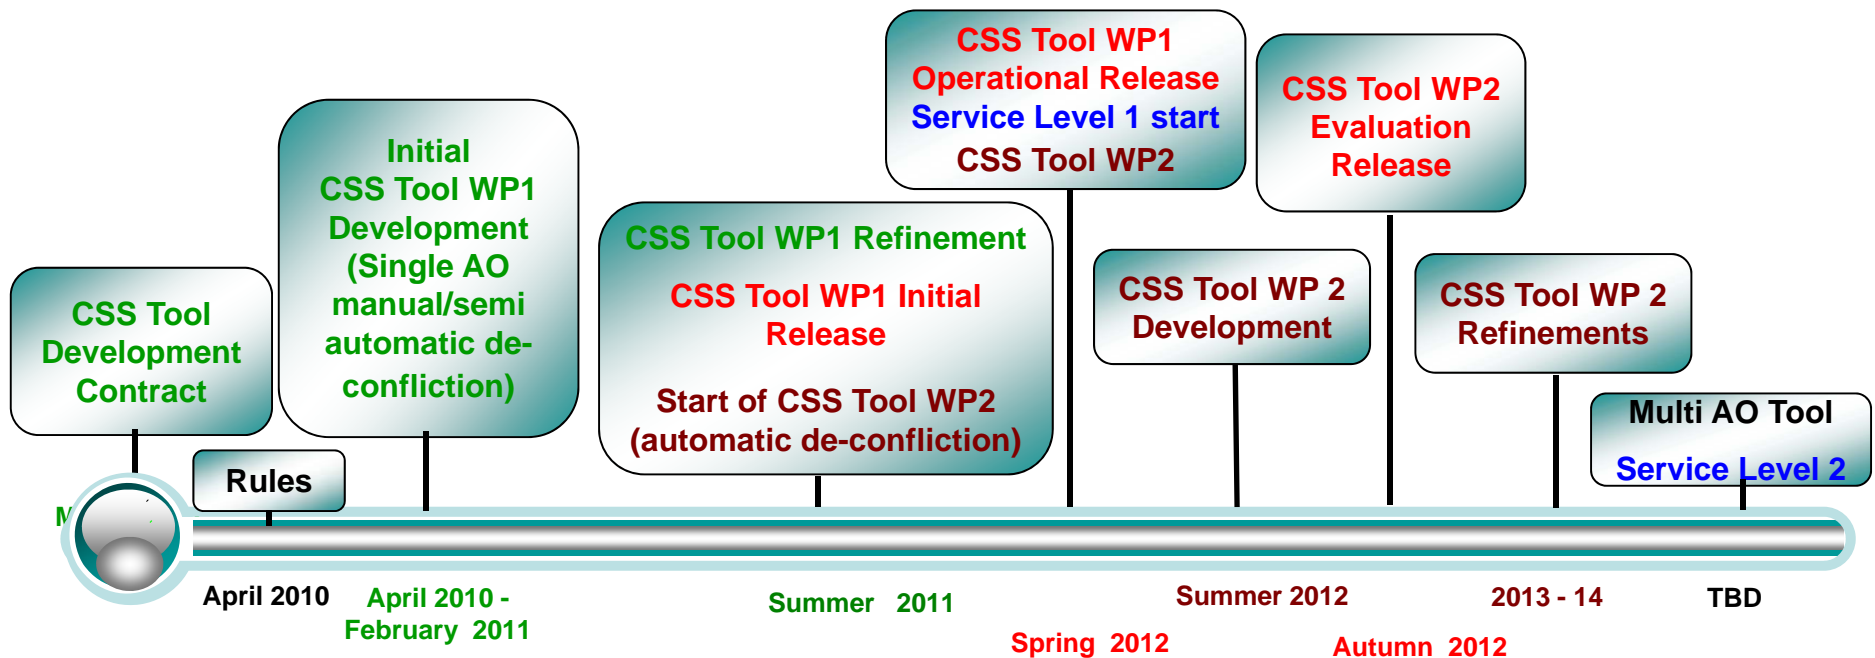 CSS Tool
Development
Contract
Rules
Initial
CSS Tool WP1
Development
(Single AO
manual/semi
automatic de-
confliction)
CSS Tool WP1 Refinement
CSS Tool WP1 Initial
Release
Start of CSS Tool WP2
(automatic de-confliction)
CSS Tool WP1
Operational Release
Service Level 1 start
CSS Tool WP2
CSS Tool WP 2
Development
CSS Tool WP2
Evaluation
Release
CSS Tool WP 2
Refinements
Multi AO Tool
Service Level 2
April 2010
April 2010 -
February 2011
Summer 2011
Spring 2012
Summer 2012
Autumn 2012
2013 - 14
TBD